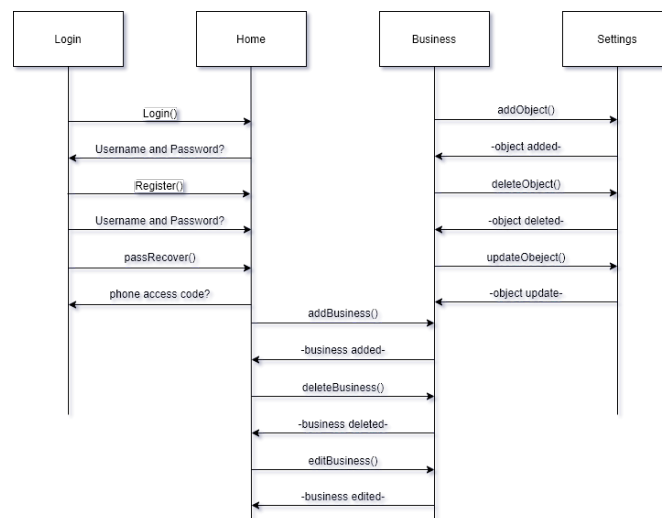 Login
Home
Business
Settings
Login()
addObject()
Username and Password?
-object added-
Register()
deleteObject()
Username and Password?
-object deleted-
passRecover()
updateObeject()
phone access code?
-object update-
addBusiness()
-business added-
deleteBusiness()
-business deleted-
editBusiness()
-business edited-